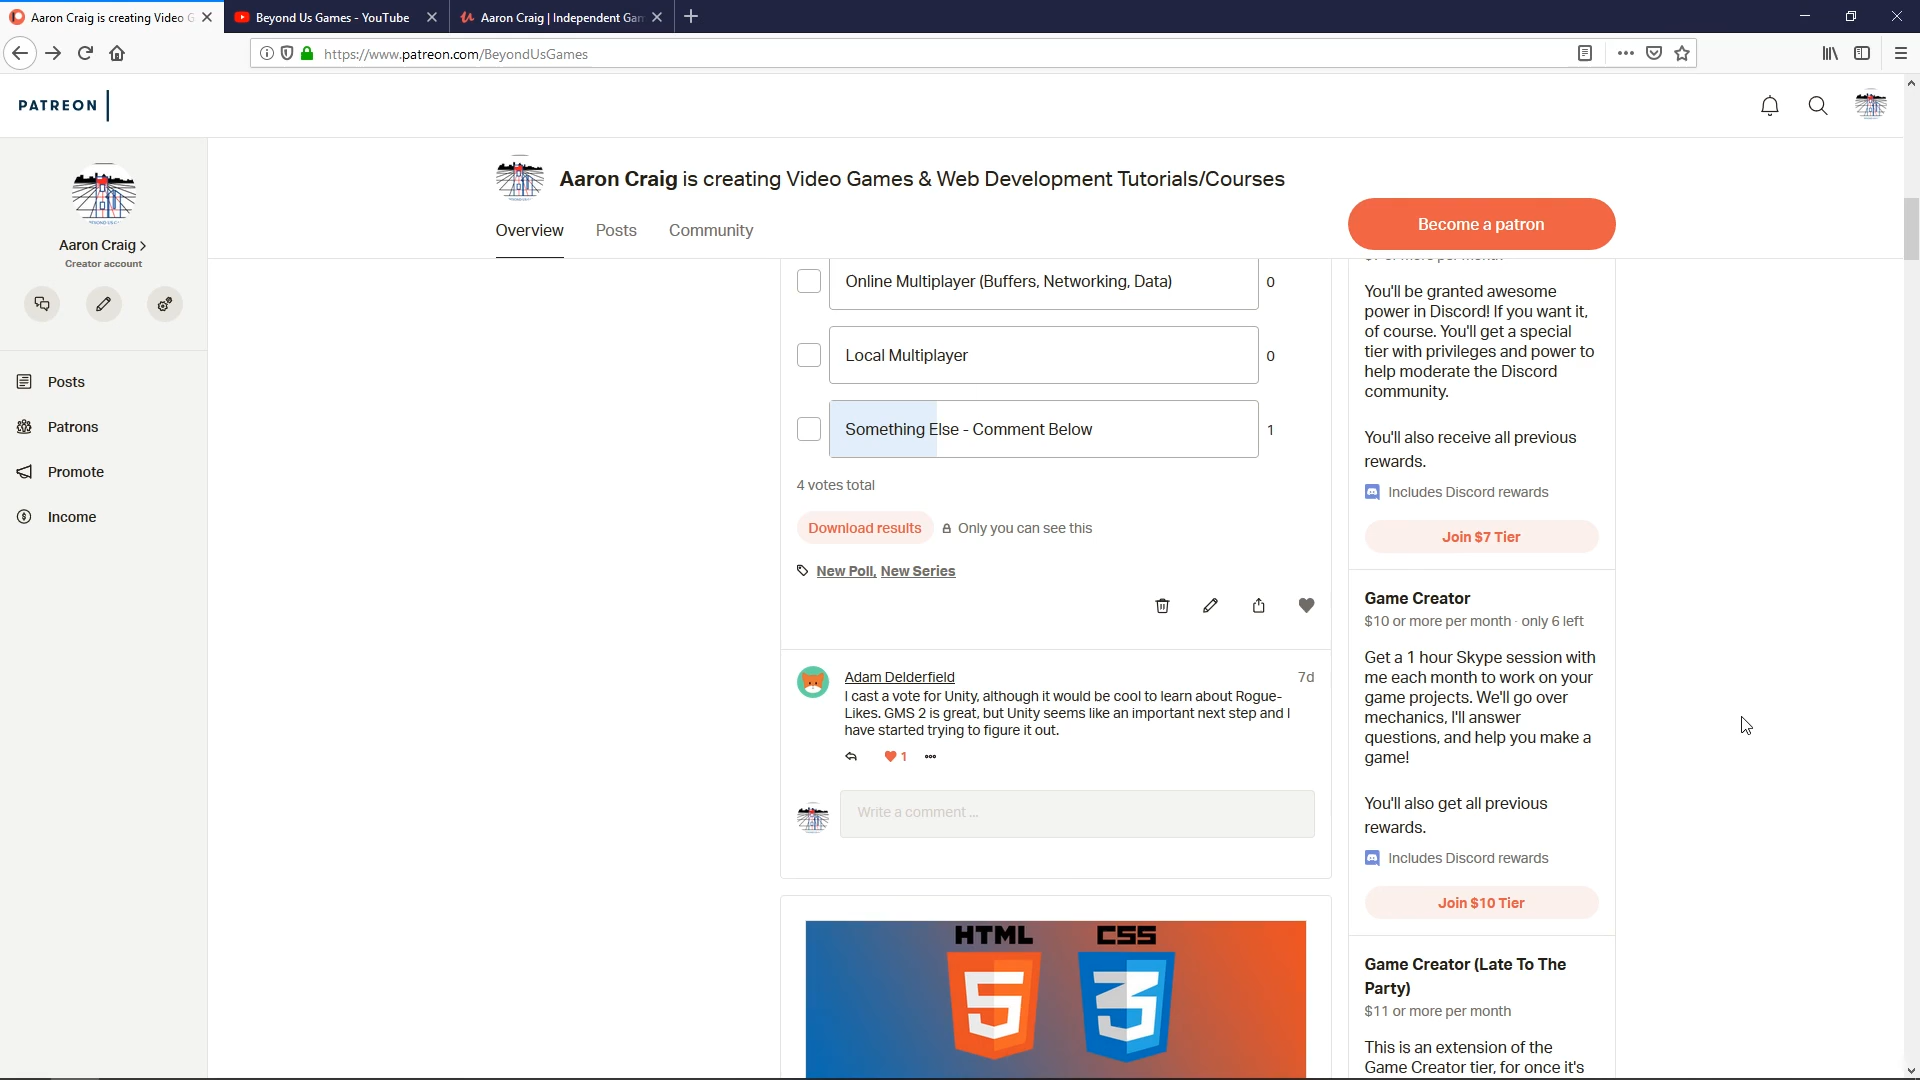 Aaron Craig is creating Video G
Beyond Us Games - YouTube
Aaron Craig | Independent Gam
https://www.patreon.com/BeyondUsGames
PATREON
Aaron Craig
Creator account
Posts
Patrons
Promote
Income
Aaron Craig is creating Video Games & Web Development Tutorials/Courses
Overview
Posts
Community
Become a patron
Online Multiplayer (Buffers, Networking, Data)
0
Local Multiplayer
0
Something Else - Comment Below
1
4 votes total
Download results
Only you can see this
New Poll, New Series
Adam Delderfield
7d
I cast a vote for Unity, although it would be cool to learn about Rogue-
Likes. GMS 2 is great, but Unity seems like an important next step and I
have started trying to figure it out.
1
Write a comment ...
HTML
CSS
5
3
You'll be granted awesome
power in Discord! If you want it,
of course. You'll get a special
tier with privileges and power to
help moderate the Discord
community.
You'll also receive all previous
rewards.
Includes Discord rewards
Join $7 Tier
Game Creator
$10 or more per month · only 6 left
Get a 1 hour Skype session with
me each month to work on your
game projects. We'll go over
mechanics, I'll answer
questions, and help you make a
game!
You'll also get all previous
rewards.
Includes Discord rewards
Join $10 Tier
Game Creator (Late To The
Party)
$11 or more per month
This is an extension of the
Game Creator tier, for once it's